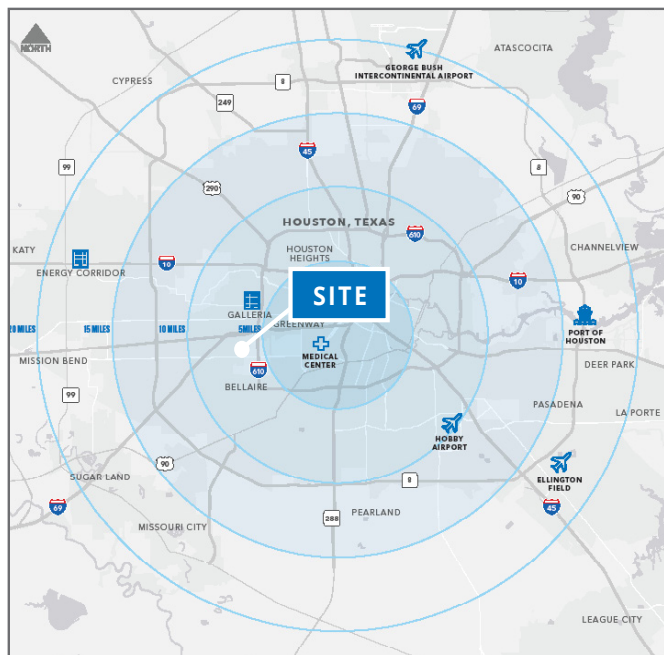 NORTH
GEORGE BUSH
INTERCONTINENTAL AIRPORT
ATASCOCITA
CYPRESS
8
249
69
45
99
8
290
90
HOUSTON, TEXAS
610
KATY
HOUSTON
HEIGHTS
CHANNELVIEW
ENERGY CORRIDOR
10
10
SITE
GALLERIA
GREENWAY
20 MILES
15 MILES
10 MILES
5 MILES
PORT OF
HOUSTON
MISSION BEND
MEDICAL
CENTER
DEER PARK
610
BELLAIRE
99
PASADENA
LA PORTE
HOBBY
AIRPORT
90
SUGAR LAND
8
ELLINGTON
FIELD
69
MISSOURI CITY
288
PEARLAND
45
LEAGUE CITY